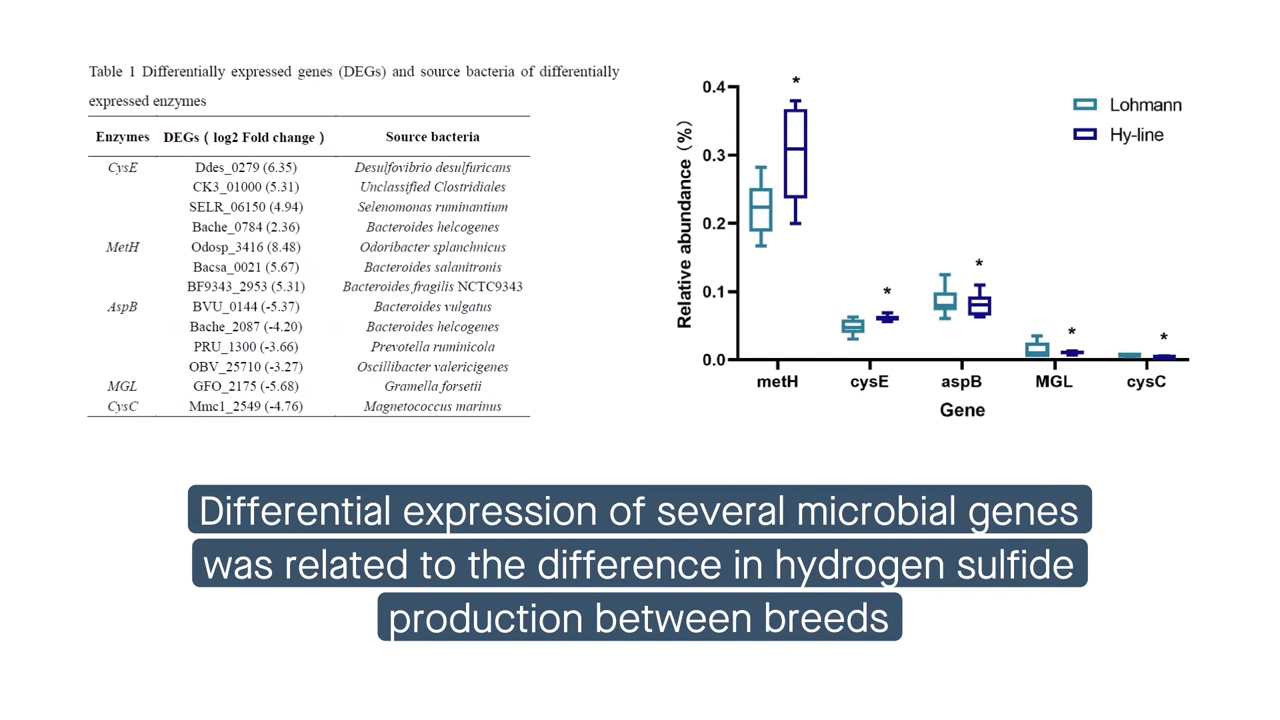 Table 1 Differentially expressed genes (DEGs) and source bacteria of differentially
expressed enzymes
Enzymes DEGs ( log2 Fold change ) Source bacteria
CysE Ddes_0279 (6.35) Desulfovibrio desulfuricans
CK3_01000 (5.31) Unclassified Clostridiales
SELR_06150 (4.94) Selenomonas ruminantium
Bache_0784 (2.36) Bacteroides helcogenes
MetH Odosp_3416 (8.48) Odoribacter splanchnicus
Bacsa_0021 (5.67) Bacteroides salanitronis
BF9343_2953 (5.31) Bacteroides fragilis NCTC9343
AspB BVU_0144 (-5.37) Bacteroides vulgatus
Bache_2087 (-4.20) Bacteroides helcogenes
PRU_1300 (-3.66) Prevotella ruminicola
OBV_25710 (-3.27) Oscillibacter valericigenes
MGL GFO_2175 (-5.68) Gramella forsetii
CysC Mmc1_2549 (-4.76) Magnetococcus marinus
Relative abundance (%)
0.4
0.3
0.2
0.1
0.0
* * * * *
Lohmann
Hy-line
metH cysE aspB MGL cysC
Gene
Differential expression of several microbial genes
was related to the difference in hydrogen sulfide
production between breeds